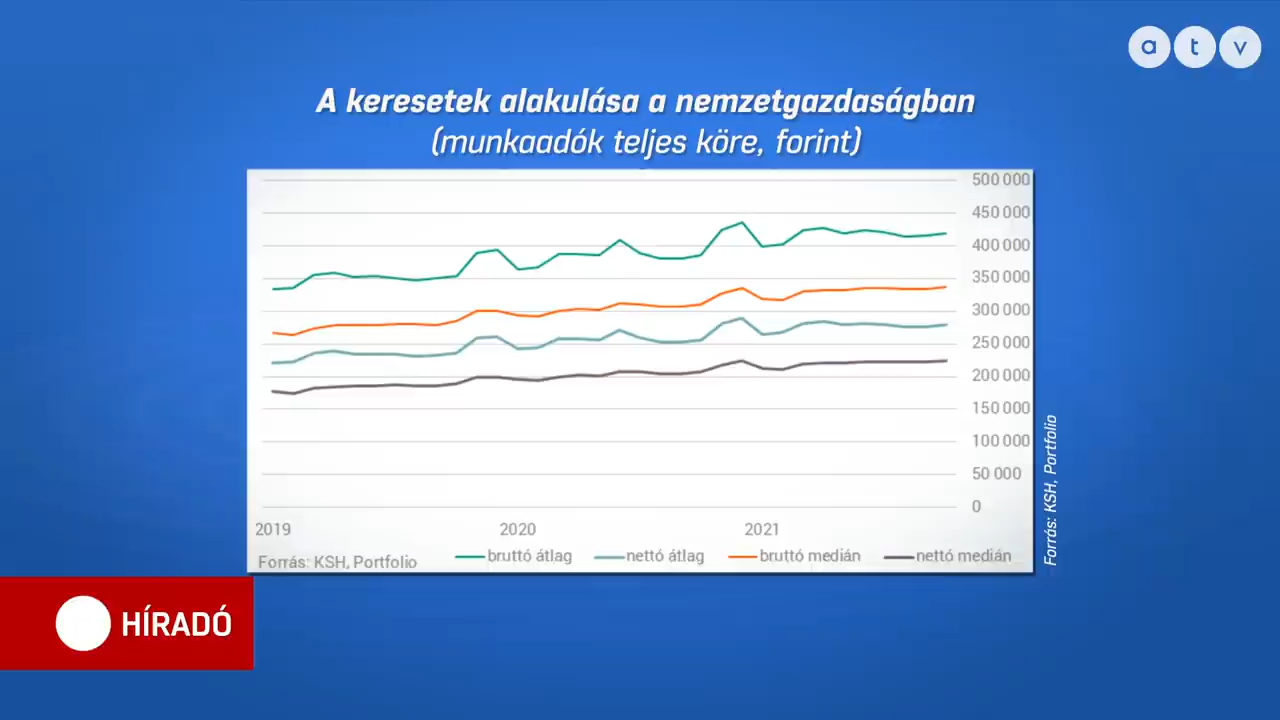 a t v
A keresetek alakulása a nemzetgazdaságban
(munkaadók teljes köre, forint)
500 000
450 000
400 000
350 000
300 000
250 000
200 000
150 000
100 000
50 000
0
2019 2020 2021
bruttó átlag nettó átlag bruttó medián nettó medián
Forrás: KSH, Portfolio
Forrás: KSH, Portfolio
HÍRADÓ